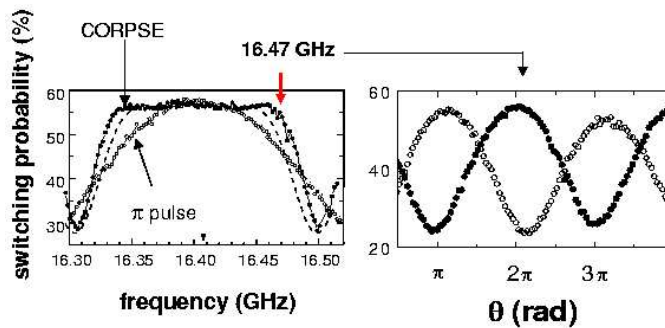 CORPSE
16.47 GHz
switching probability (%)
60
50
40
30
π pulse
16.30
16.35
16.40
16.45
16.50
frequency (GHz)
60
40
20
π
2π
3π
θ (rad)